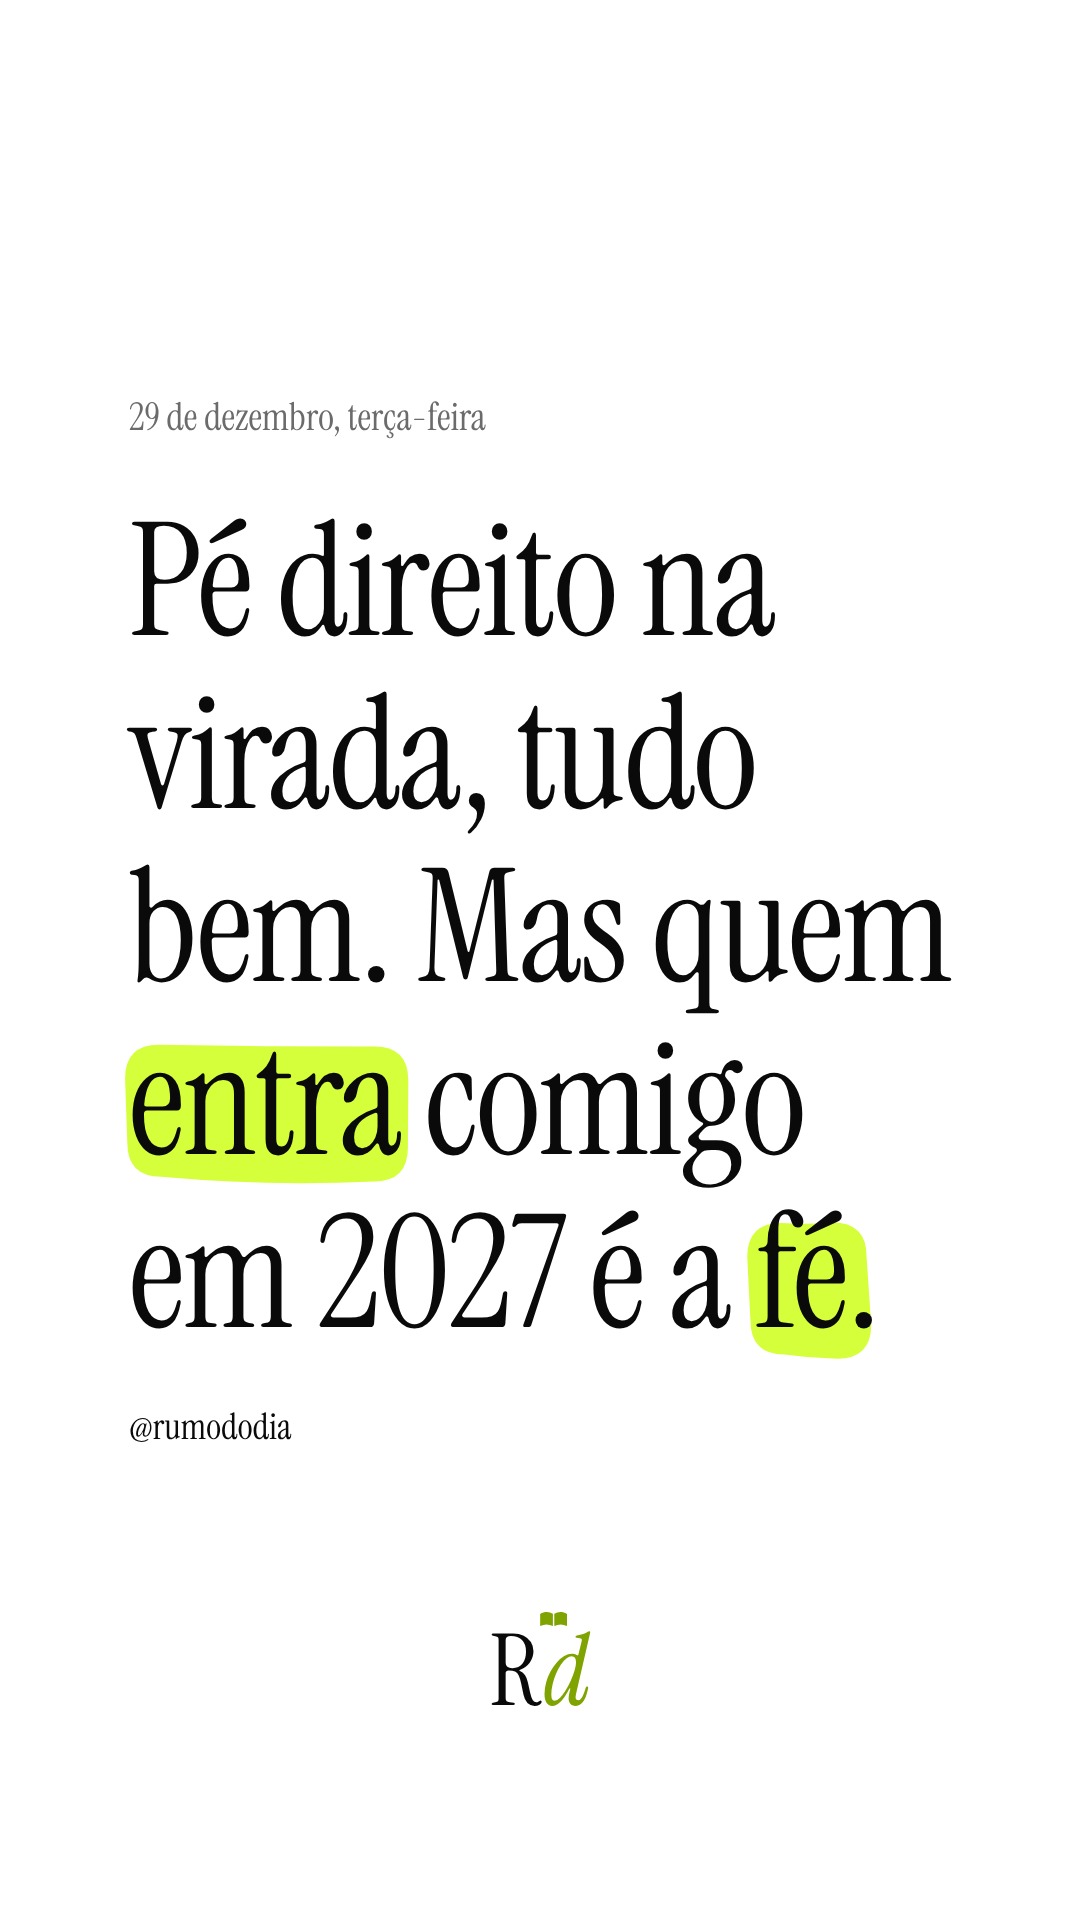 29 de dezembro, terça-feira
Pé direito na
virada, tudo
bem. Mas quem
entra comigo
em 2027 é a fé.
@rumododia
Rd